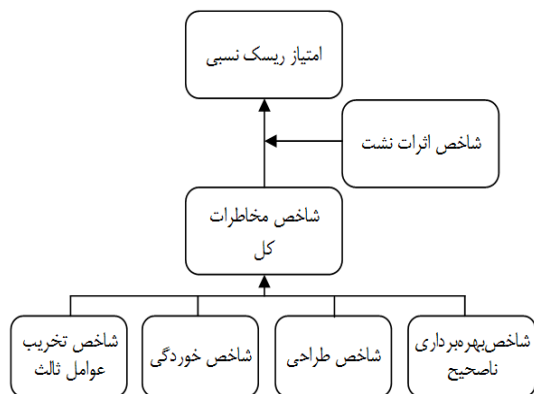 امتیاز ریسک نسبی
شاخص اثرات نشت
شاخص مخاطرات
کل
شاخص‌بهره‌برداری
ناصحیح
شاخص طراحی
شاخص خوردگی
شاخص تخریب
عوامل ثالث